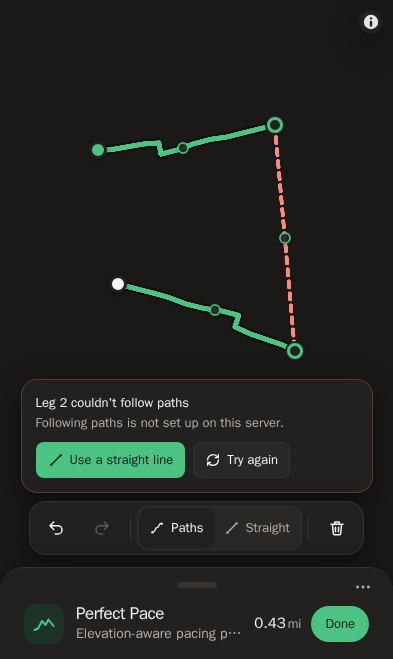 Leg 2 couldn't follow paths
Following paths is not set up on this server.
Use a straight line
Try again
Paths
Straight
Perfect Pace
Elevation-aware pacing p···
0.43 mi
Done